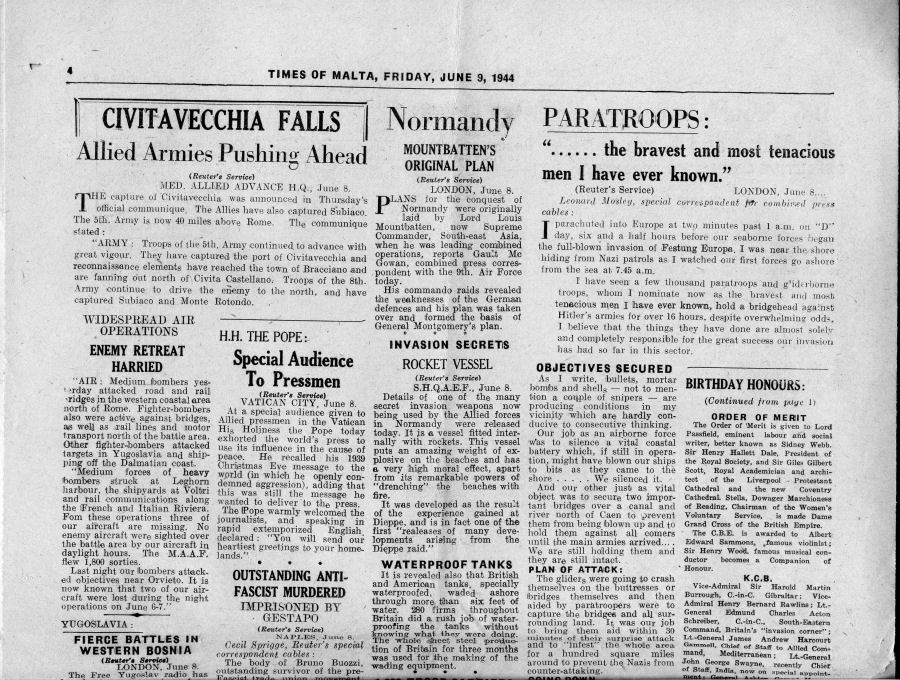 4
TIMES OF MALTA, FRIDAY, JUNE 9, 1944
CIVITAVECCHIA FALLS
Allied Armies Pushing Ahead
(Reuter's Service)
MED. ALLIED ADVANCE H.Q., June 8.
THE capture of Civitavecchia was announced in Thursday's
official communique. The Allies have also captured Subiaco.
The 5th. Army is now 40 miles above Rome. The communique
stated :
"ARMY : Troops of the 5th. Army continued to advance with
great vigour. They have captured the port of Civitavecchia and
reconnaissance elements have reached the town of Bracciano and
are fanning out north of Civita Castellano. Troops of the 8th.
Army continue to drive the enemy to the north, and have
captured Subiaco and Monte Rotondo.
WIDESPREAD AIR
OPERATIONS
ENEMY RETREAT
HARRIED
"AIR: Medium bombers yes-
terday attacked road and rail
bridges in the western coastal area
north of Rome. Fighter-bombers
also were active, against bridges,
as well as rail lines and motor
transport north of the battle area.
Other fighter-bombers attacked
targets in Yugoslavia and ship-
ping off the Dalmatian coast.
"Medium forces of heavy
bombers struck at Leghorn
harbour, the shipyards at Voltri
and rail communications along
the French and Italian Riviera.
Fom these operations three of
our aircraft are missing. No
enemy aircraft were sighted over
the battle area by our aircraft in
daylight hours. The M.A.A.F.
flew 1,800 sorties.
Last night our bombers attack-
ed objectives near Orvieto. It is
now known that two of our air-
craft were lost during the night
operations on June 6-7."
YUGOSLAVIA :
FIERCE BATTLES IN
WESTERN BOSNIA
(Reuter's Service)
LONDON, June 8.
The Free Yugoslav radio has
H.H. THE POPE:
Special Audience
To Pressmen
(Reuter's Service)
VATICAN CITY, June 8.
At a special audience given to
Allied pressmen in the Vatican
His Holiness the Pope today
exhorted the world's press to
use its influence in the cause of
peace. He recalled his 1939
Christmas Eve message to the
world (in which he openly con-
demned aggression), adding that
this was still the message he
wanted to deliver to the press.
The Pope warmly welcomed the
journalists, and speaking in
rapid extemporized English
declared : "You will send our
heartiest greetings to your home-
lands."
* * *
OUTSTANDING ANTI-
FASCIST MURDERED
IMPRISONED BY
GESTAPO
(Reuter's Service)
NAPLES, June 8.
Cecil Sprigge, Reuter's special
correspondent cables :
The body of Bruno Buozzi,
outstanding survivor of the pre-
Fascist trade union movement
Normandy
MOUNTBATTEN'S
ORIGINAL PLAN
(Reuter's Service)
LONDON, June 8.
PLANS for the conquest of
Normandy were originally
laid by Lord Louis
Mountbatten, now Supreme
Commander, South-east Asia,
when he was leading combined
operations, reports Gault Mc
Gowan, combined press corres-
pondent with the 9th. Air Force
today.
His commando raids revealed
the weaknesses of the German
defences and his plan was taken
over and formed the basis of
General Montgomery's plan.
* * *
INVASION SECRETS
ROCKET VESSEL
(Reuter's Service)
S.H.Q.A.E.F., June 8.
Details of one of the many
secret invasion weapons now
being used by the Allied forces
in Normandy were released
today. It is a vessel fitted inter-
nally with rockets. This vessel
puts an amazing weight of ex-
plosive on the beaches and has
a very high moral effect, apart
from its remarkable powers of
"drenching" the beaches with
fire.
It was developed as the result
of the experience gained at
Dieppe, and is in fact one of the
first "realeases of many deve-
lopments arising from the
Dieppe raid."
WATERPROOF TANKS
It is revealed also that British
and American tanks, specially
waterproofed, waded ashore
through more than six feet of
water. 280 firms throughout
Britain did a rush job of water-
proofing the tanks without
knowing what they were doing.
The whole sheet steel produc-
tion of Britain for three months
was used for the making of the
wading equipment.
* * *
PARATROOPS:
"...... the bravest and most tenacious
men I have ever known."
(Reuter's Service) LONDON, June 8....
Leonard Mosley, special correspondent for combined press
cables :
I parachuted into Europe at two minutes past 1 a.m. on "D"
day, six and a half hours before our seaborne forces began
the full-blown invasion of Festung Europa. I was near the shore
hiding from Nazi patrols as I watched our first forces go ashore
from the sea at 7.45 a.m.
I have seen a few thousand paratroops and g'iderborne
troops, whom I nominate now as the bravest and most
tenacious men I have ever known, hold a bridgehead against
Hitler's armies for over 16 hours, despite overwhelming odds,
I believe that the things they have done are almost solely
and completely responsible for the great success our invasion
has had so far in this sector.
OBJECTIVES SECURED
As I write, bullets, mortar
bombs and shells — not to men-
tion a couple of snipers — are
producing conditions in my
vicinity which are hardly con-
ducive to consecutive thinking.
Our job as an airborne force
was to silence a vital coastal
battery which, if still in opera-
tion, might have blown our ships
to bits as they came to the
shore ..... We silenced it.
And our other just as vital
object was to secure two impor-
tant bridges over a canal and
river north of Caen to prevent
them from being blown up and to
hold them against all comers
until the main armies arrived...
We are still holding them and
they are still intact.
PLAN OF ATTACK:
The gliders were going to crash
themselves on the buttresses or
bridges themselves and then
aided by paratroopers were to
capture the bridges and all sur-
rounding land. It was our job
to bring them aid within 30
minutes of their surprise attack
and to "infest" the whole area
for a hundred square miles
around to prevent the Nazis from
counter-attacking.
GOING DOWN
BIRTHDAY HONOURS:
(Continued from page 1)
ORDER OF MERIT
The Order of Merit is given to Lord
Passfield, eminent labour and social
writer, better known as Sidney Webb.
Sir Henry Hallett Dale, President of
the Royal Society, and Sir Giles Gilbert
Scott, Royal Academician and archi-
tect of the Liverpool - Protestant
Cathedral and the new Coventry
Cathedral. Stella, Dowager Marchioness
of Reading, Chairman of the Women's
Voluntary Service, is made Dame
Grand Cross of the British Empire.
The C.B.E. is awarded to Albert
Edward Sammons, famous violinist;
Sir Henry Wood, famous musical con-
ductor becomes a Companion of
Honour.
K.C.B.
Vice-Admiral Sir Harold Martin
Burrough, C.-in-C. Gibraltar; Vice-
Admiral Henry Bernard Rawlins; Lt.-
General Edmund Charles Acton
Schreiber, C.-in-C., South-Eastern
Command, Britain's "invasion corner";
Lt.-General James Andrew Harcourt
Gammell, Chief of Staff to Allied Com-
mand, Mediterranean; Lt.-General
John George Swayne, recently Chief
of Staff, India, now on special appoint-